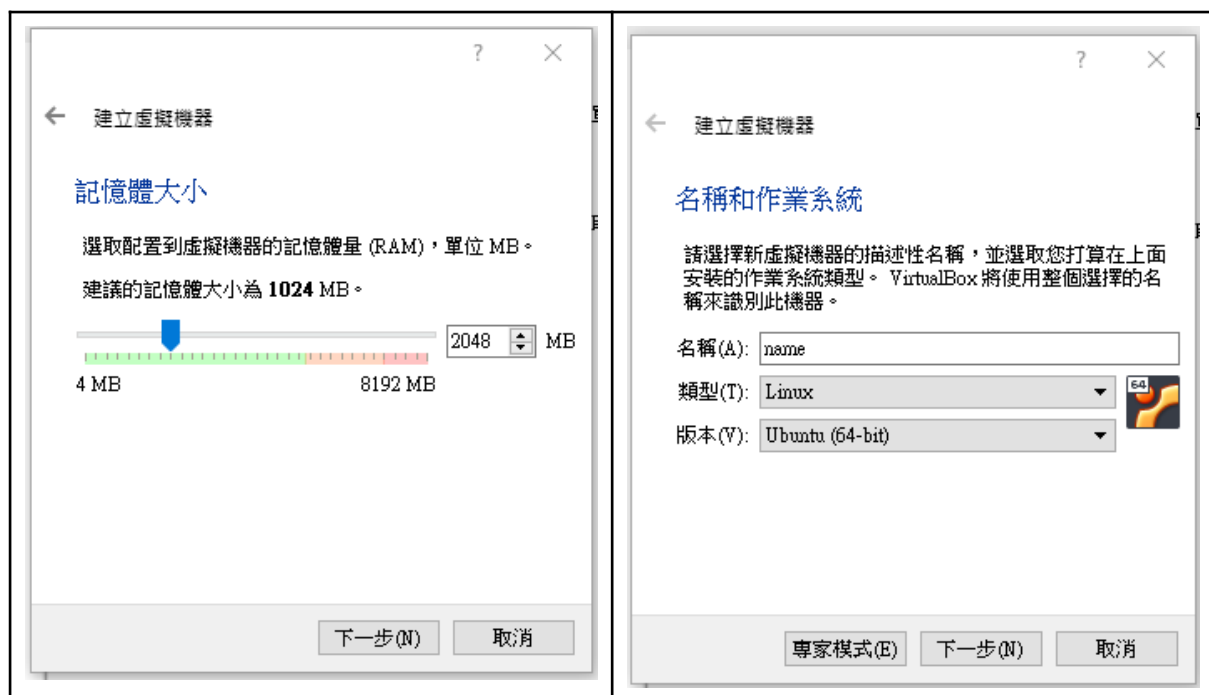 ?
建立虛擬機器
記憶體大小
選取配置到虛擬機器的記憶體量 (RAM)，單位 MB。
建議的記憶體大小為 1024 MB。
2048 MB
4 MB 8192 MB
下一步(N) 取消
?
建立虛擬機器
名稱和作業系統
請選擇新虛擬機器的描述性名稱，並選取您打算在上面
安裝的作業系統類型。 VirtualBox 將使用整個選擇的名
稱來識別此機器。
名稱(A): name
類型(T): Linux
64
版本(V): Ubuntu (64-bit)
專家模式(E) 下一步(N) 取消